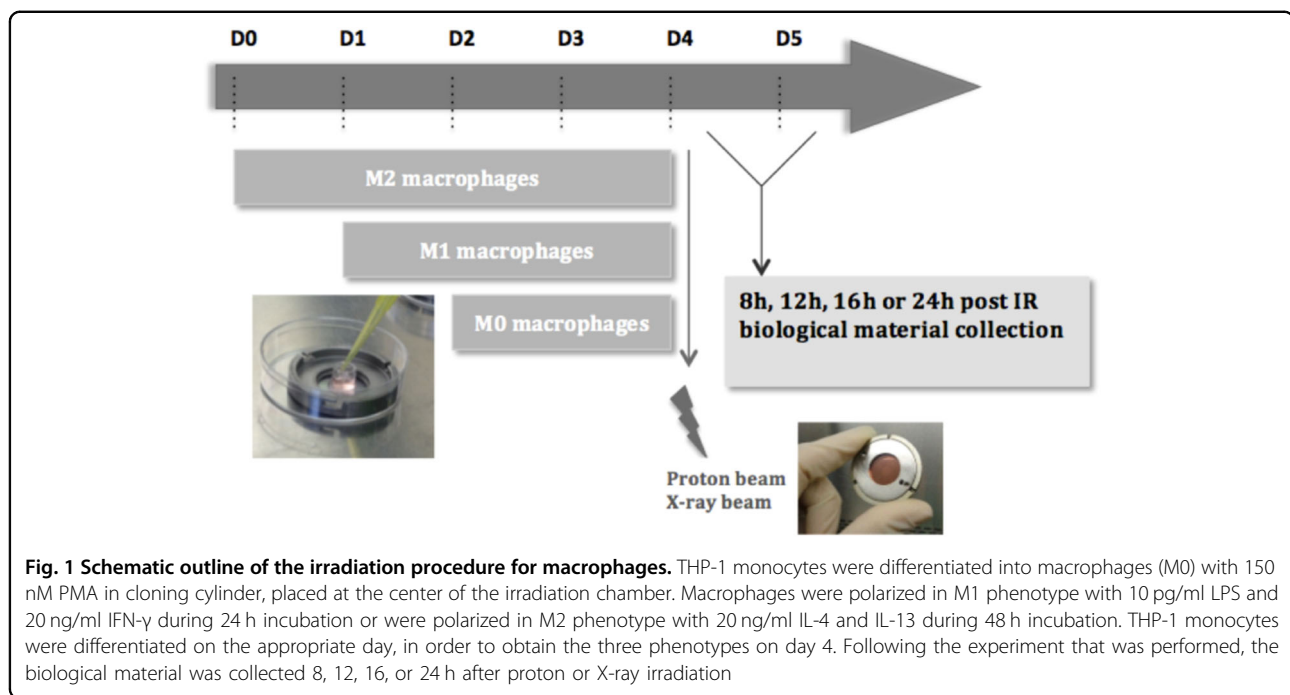 D0 D1 D2 D3 D4 D5
M2 macrophages
M1 macrophages
M0 macrophages
8h, 12h, 16h or 24h post IR
biological material collection
Proton beam
X-ray beam
Fig. 1 Schematic outline of the irradiation procedure for macrophages. THP-1 monocytes were differentiated into macrophages (M0) with 150
nM PMA in cloning cylinder, placed at the center of the irradiation chamber. Macrophages were polarized in M1 phenotype with 10 pg/ml LPS and
20 ng/ml IFN-γ during 24 h incubation or were polarized in M2 phenotype with 20 ng/ml IL-4 and IL-13 during 48 h incubation. THP-1 monocytes
were differentiated on the appropriate day, in order to obtain the three phenotypes on day 4. Following the experiment that was performed, the
biological material was collected 8, 12, 16, or 24 h after proton or X-ray irradiation